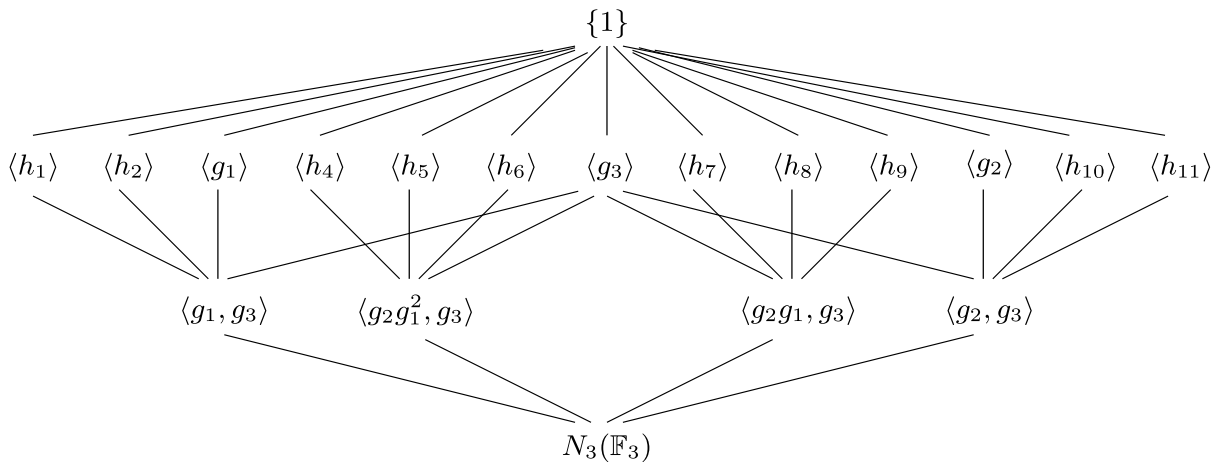 {1}
⟨h₁⟩ ⟨h₂⟩ ⟨g₁⟩ ⟨h₄⟩ ⟨h₅⟩ ⟨h₆⟩ ⟨g₃⟩ ⟨h₇⟩ ⟨h₈⟩ ⟨h₉⟩ ⟨g₂⟩ ⟨h₁₀⟩ ⟨h₁₁⟩
⟨g₁, g₃⟩ ⟨g₂g₁², g₃⟩ ⟨g₂g₁, g₃⟩ ⟨g₂, g₃⟩
N₃(𝔽₃)